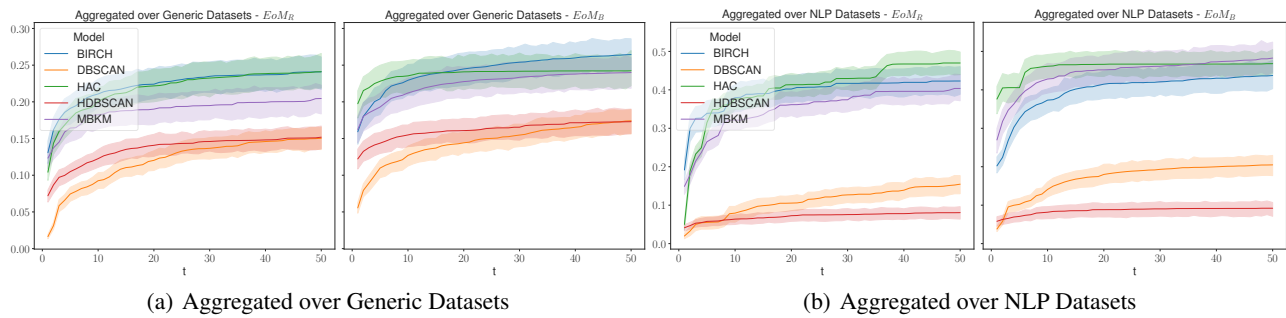 Aggregated over Generic Datasets - EoM_R
0.30
0.25
0.20
0.15
0.10
0.05
0.00
Model
BIRCH
DBSCAN
HAC
HDBSCAN
MBKM
0 10 20 30 40 50
t
Aggregated over Generic Datasets - EoM_B
0 10 20 30 40 50
t
(a) Aggregated over Generic Datasets
Aggregated over NLP Datasets - EoM_R
0.5
0.4
0.3
0.2
0.1
0.0
Model
BIRCH
DBSCAN
HAC
HDBSCAN
MBKM
0 10 20 30 40 50
t
Aggregated over NLP Datasets - EoM_B
0 10 20 30 40 50
t
(b) Aggregated over NLP Datasets